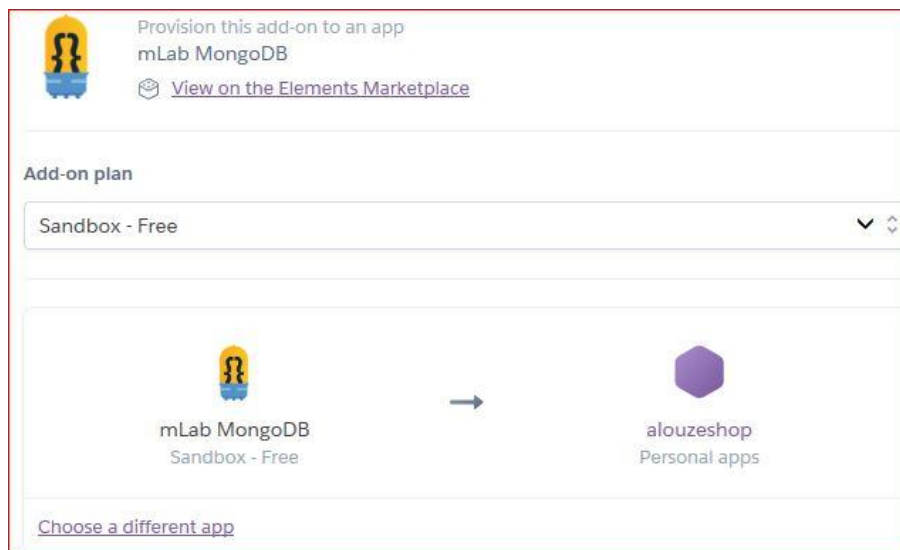 Provision this add-on to an app
mLab MongoDB
View on the Elements Marketplace
Add-on plan
Sandbox - Free
mLab MongoDB
Sandbox - Free
alouzeshop
Personal apps
Choose a different app